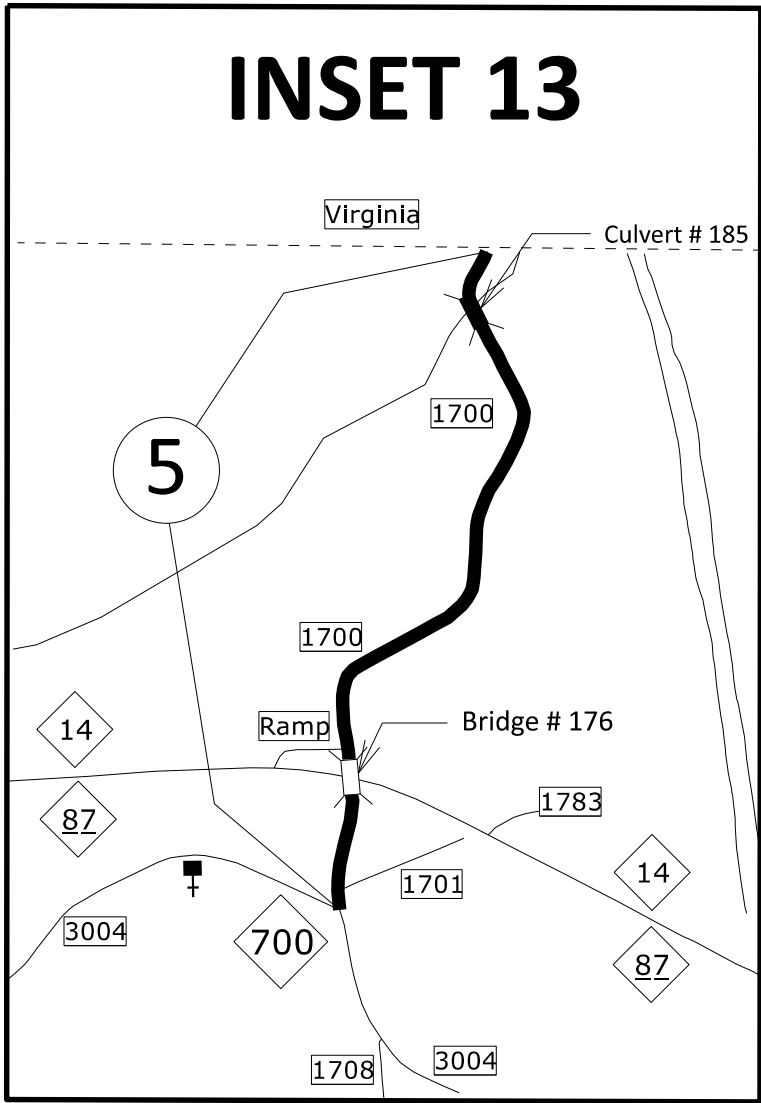 INSET 13
Virginia
Culvert # 185
1700
5
1700
14
Ramp
Bridge # 176
87
1783
14
1701
3004
700
87
1708
3004